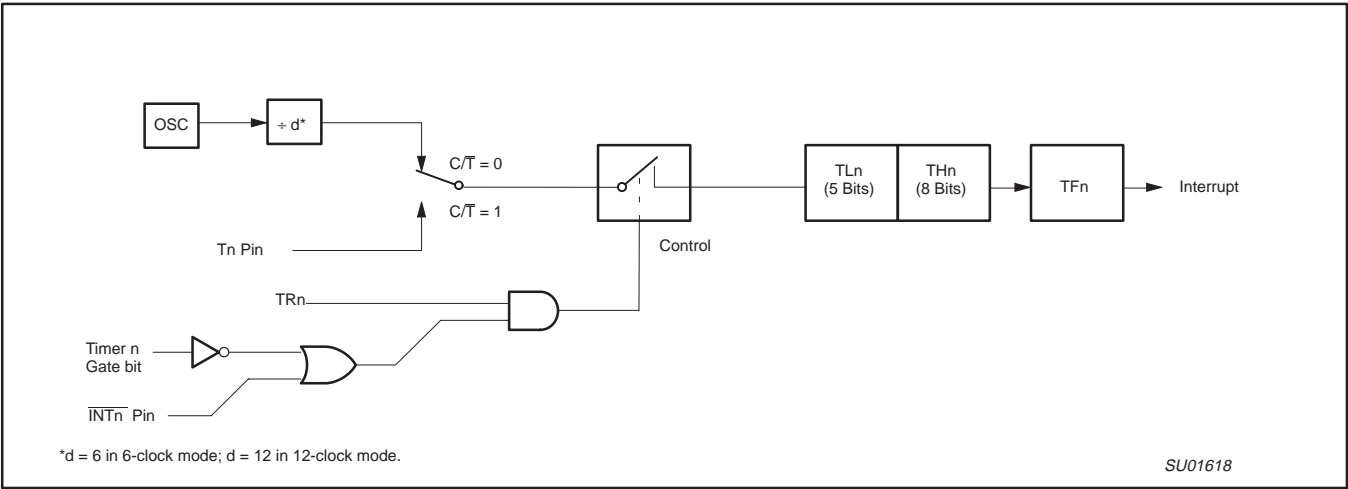 OSC
÷ d*
C/T̅ = 0
C/T̅ = 1
Tn Pin
Control
TLn
(5 Bits)
THn
(8 Bits)
TFn
Interrupt
TRn
Timer n
Gate bit
I̅N̅T̅n̅ Pin
*d = 6 in 6-clock mode; d = 12 in 12-clock mode.
SU01618